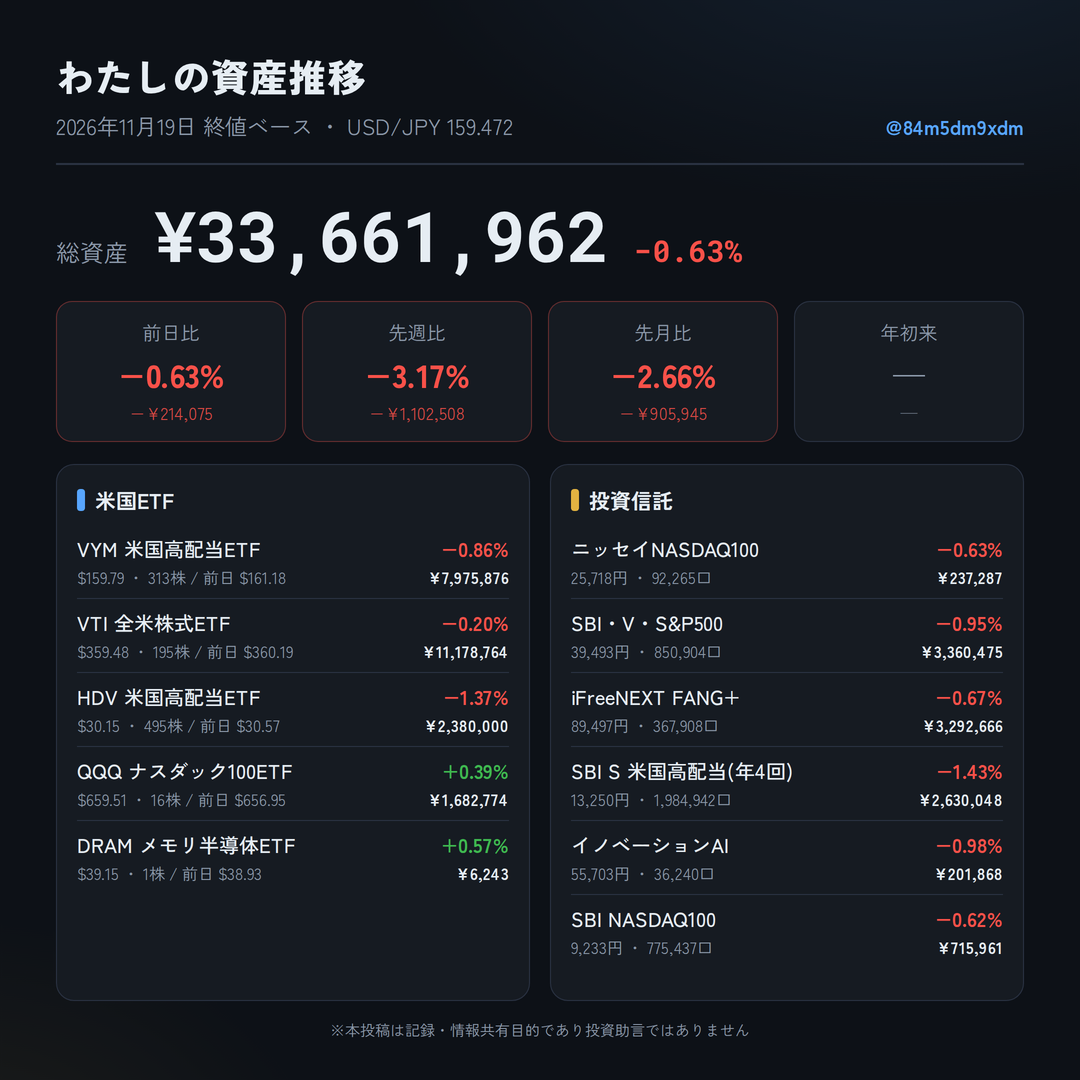 わたしの資産推移
2026年11月19日 終値ベース ・ USD/JPY 159.472
@84m5dm9xdm
総資産 ¥33,661,962 -0.63%
前日比
−0.63%
− ¥214,075
先週比
−3.17%
− ¥1,102,508
先月比
−2.66%
− ¥905,945
年初来
—
—
米国ETF
VYM 米国高配当ETF −0.86%
$159.79 ・ 313株 / 前日 $161.18 ¥7,975,876
VTI 全米株式ETF −0.20%
$359.48 ・ 195株 / 前日 $360.19 ¥11,178,764
HDV 米国高配当ETF −1.37%
$30.15 ・ 495株 / 前日 $30.57 ¥2,380,000
QQQ ナスダック100ETF +0.39%
$659.51 ・ 16株 / 前日 $656.95 ¥1,682,774
DRAM メモリ半導体ETF +0.57%
$39.15 ・ 1株 / 前日 $38.93 ¥6,243
投資信託
ニッセイNASDAQ100 −0.63%
25,718円 ・ 92,265口 ¥237,287
SBI・V・S&P500 −0.95%
39,493円 ・ 850,904口 ¥3,360,475
iFreeNEXT FANG+ −0.67%
89,497円 ・ 367,908口 ¥3,292,666
SBI S 米国高配当(年4回) −1.43%
13,250円 ・ 1,984,942口 ¥2,630,048
イノベーションAI −0.98%
55,703円 ・ 36,240口 ¥201,868
SBI NASDAQ100 −0.62%
9,233円 ・ 775,437口 ¥715,961
※本投稿は記録・情報共有目的であり投資助言ではありません